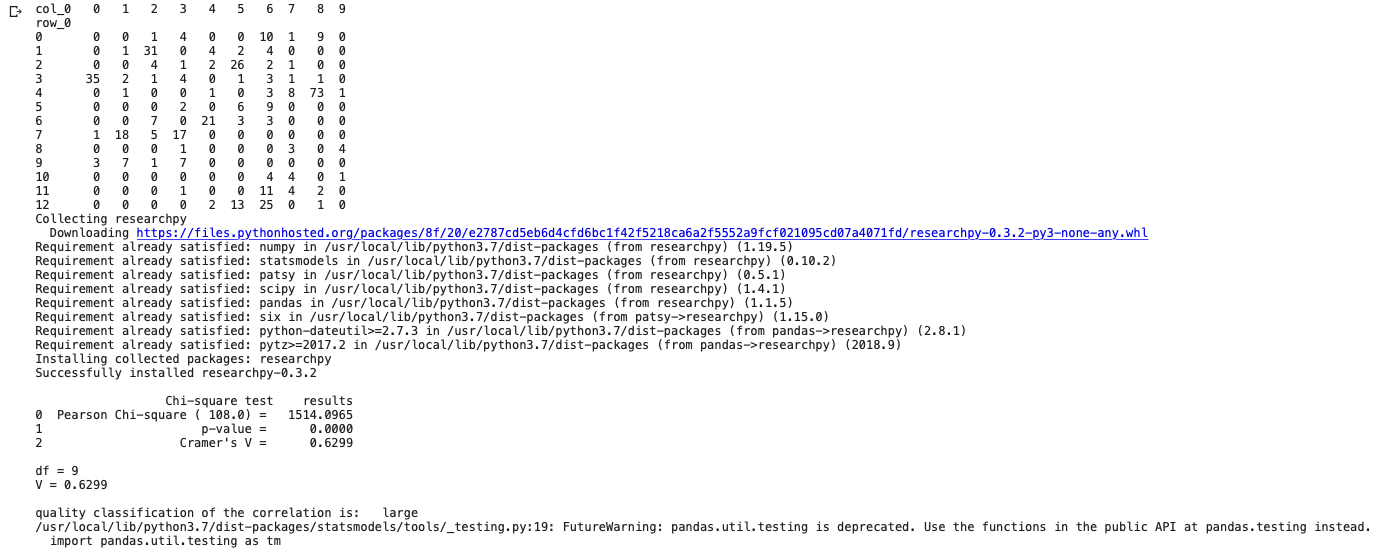 col_0 0 1 2 3 4 5 6 7 8 9
row_0
0 0 0 1 4 0 0 10 1 9 0
1 0 1 31 0 4 2 4 0 0 0
2 0 0 4 1 2 26 2 1 0 0
3 35 2 1 4 0 1 3 1 1 0
4 0 1 0 0 1 0 3 8 73 1
5 0 0 0 2 0 6 9 0 0 0
6 0 0 7 0 21 3 3 0 0 0
7 1 18 5 17 0 0 0 0 0 0
8 0 0 0 1 0 0 0 3 0 4
9 3 7 1 7 0 0 0 0 0 0
10 0 0 0 0 0 0 4 4 0 1
11 0 0 0 1 0 0 11 4 2 0
12 0 0 0 0 2 13 25 0 1 0
Collecting researchpy
Downloading https://files.pythonhosted.org/packages/8f/20/e2787cd5eb6d4cfd6bc1f42f5218ca6a2f5552a9fcf021095cd07a4071fd/researchpy-0.3.2-py3-none-any.whl
Requirement already satisfied: numpy in /usr/local/lib/python3.7/dist-packages (from researchpy) (1.19.5)
Requirement already satisfied: statsmodels in /usr/local/lib/python3.7/dist-packages (from researchpy) (0.10.2)
Requirement already satisfied: patsy in /usr/local/lib/python3.7/dist-packages (from researchpy) (0.5.1)
Requirement already satisfied: scipy in /usr/local/lib/python3.7/dist-packages (from researchpy) (1.4.1)
Requirement already satisfied: pandas in /usr/local/lib/python3.7/dist-packages (from researchpy) (1.1.5)
Requirement already satisfied: six in /usr/local/lib/python3.7/dist-packages (from patsy->researchpy) (1.15.0)
Requirement already satisfied: python-dateutil>=2.7.3 in /usr/local/lib/python3.7/dist-packages (from pandas->researchpy) (2.8.1)
Requirement already satisfied: pytz>=2017.2 in /usr/local/lib/python3.7/dist-packages (from pandas->researchpy) (2018.9)
Installing collected packages: researchpy
Successfully installed researchpy-0.3.2
Chi-square test results
0 Pearson Chi-square ( 108.0) = 1514.0965
1 p-value = 0.0000
2 Cramer's V = 0.6299
df = 9
V = 0.6299
quality classification of the correlation is: large
/usr/local/lib/python3.7/dist-packages/statsmodels/tools/_testing.py:19: FutureWarning: pandas.util.testing is deprecated. Use the functions in the public API at pandas.testing instead.
import pandas.util.testing as tm